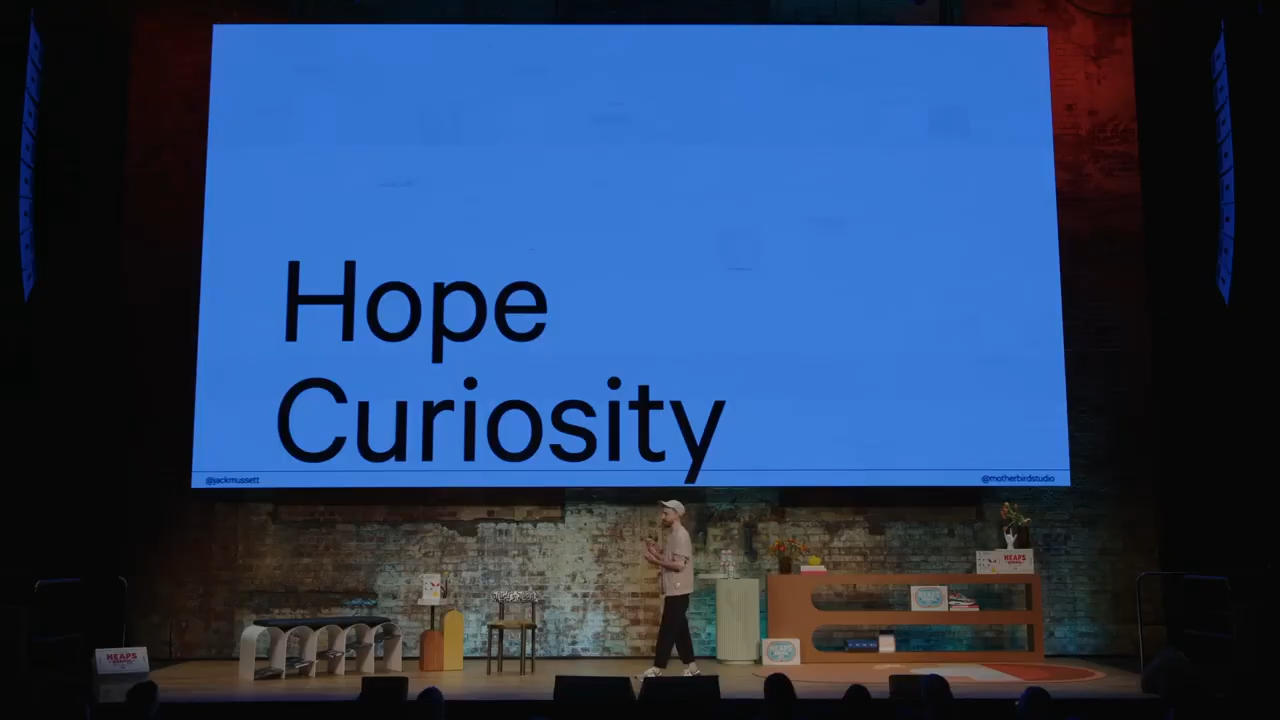 Hope
Curiosity
@jackmussett
@motherbirdstudio
HEAPS
HEAPS